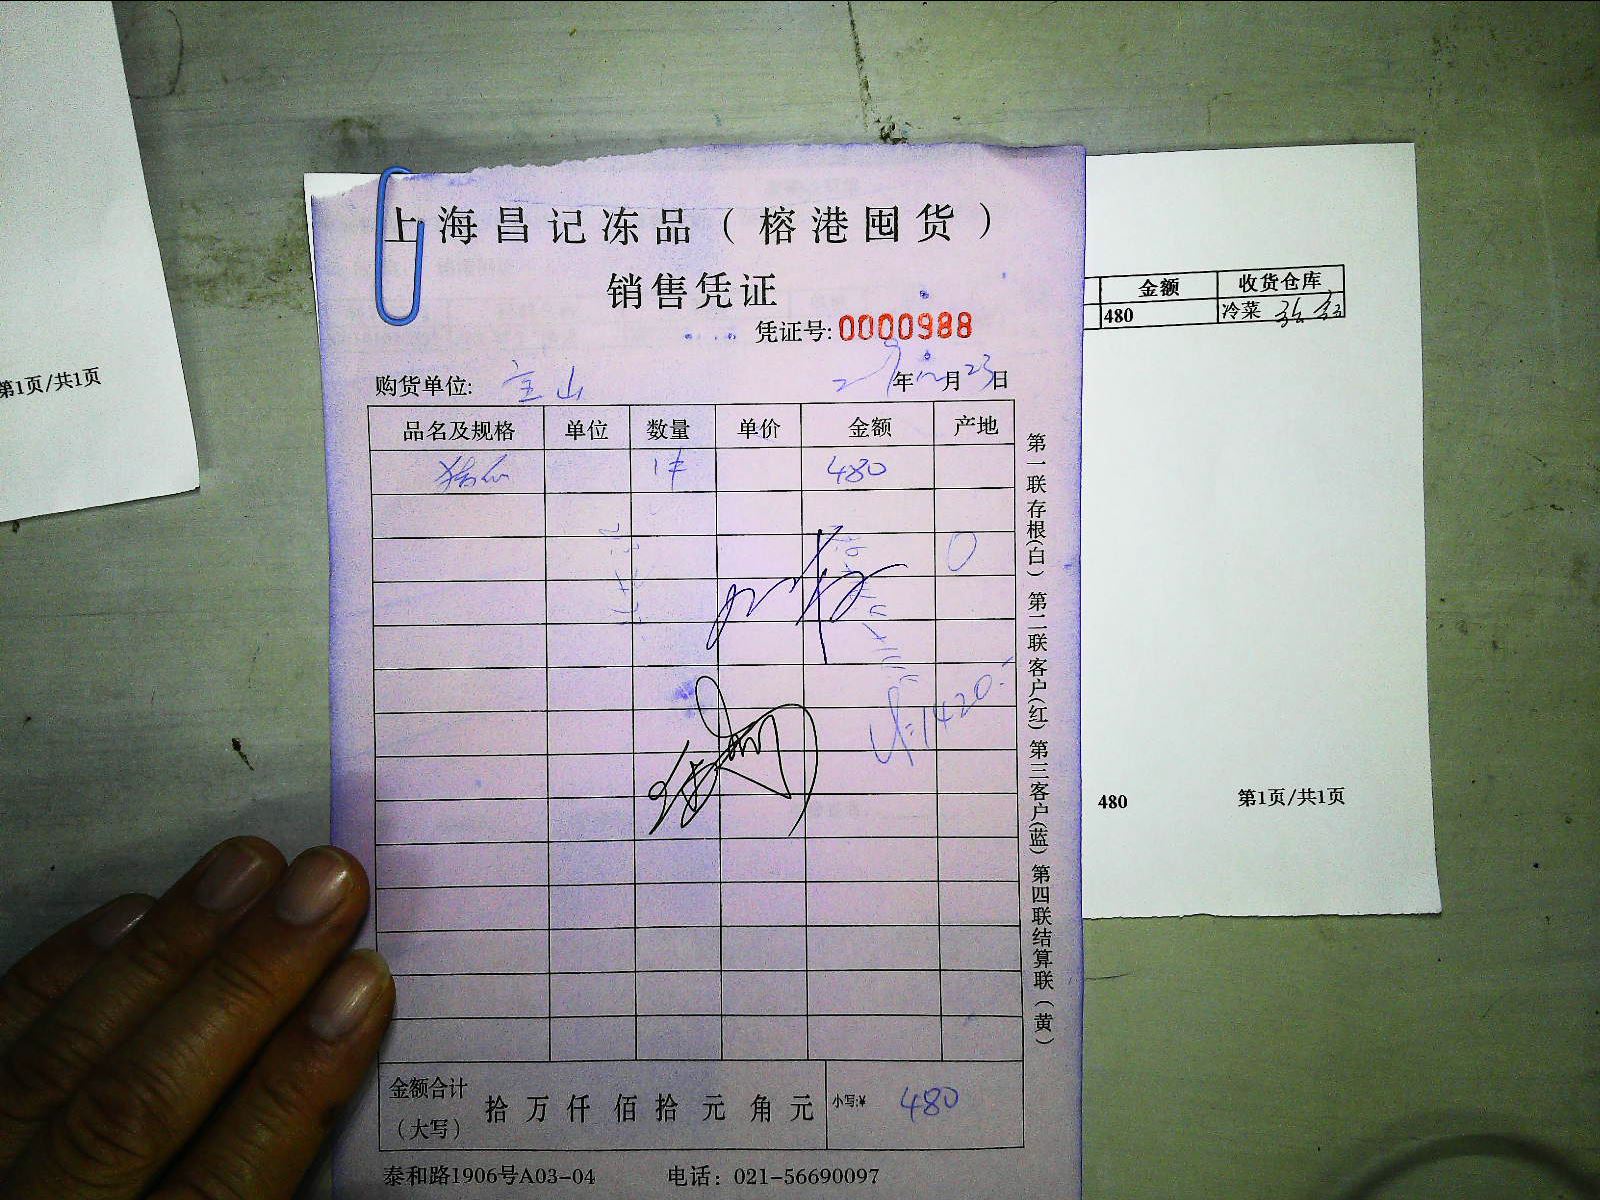 上海昌记冻品（榕港囤货）
销售凭证
凭证号: 0000988
购货单位: 宝山 年 月 23日
品名及规格 单位 数量 单价 金额 产地
1件 480
第一联存根(白) 第二联客户(红) 第三客户(蓝) 第四联结算联(黄)
金额合计（大写） 拾 万 仟 佰 拾 元 角 元 小写:¥ 480
泰和路1906号A03-04 电话：021-56690097
第1页/共1页
金额 收货仓库
480 冷菜
480 第1页/共1页